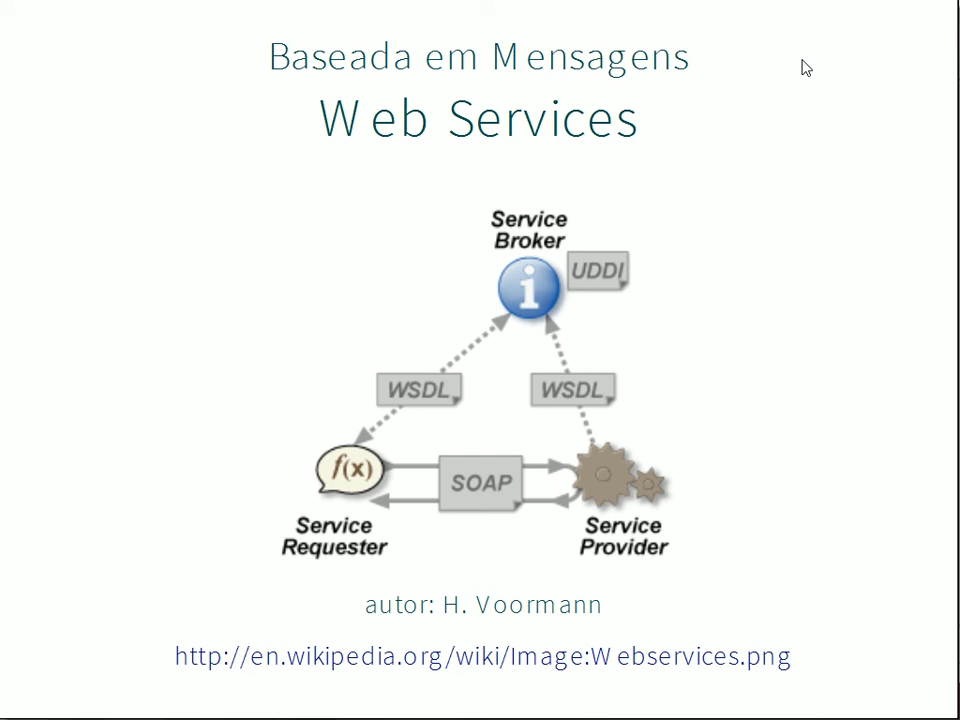 Baseada em Mensagens
Web Services
Service
Broker
UDDI
WSDL
WSDL
f(x)
SOAP
Service
Requester
Service
Provider
autor: H. Voormann
http://en.wikipedia.org/wiki/Image:Webservices.png